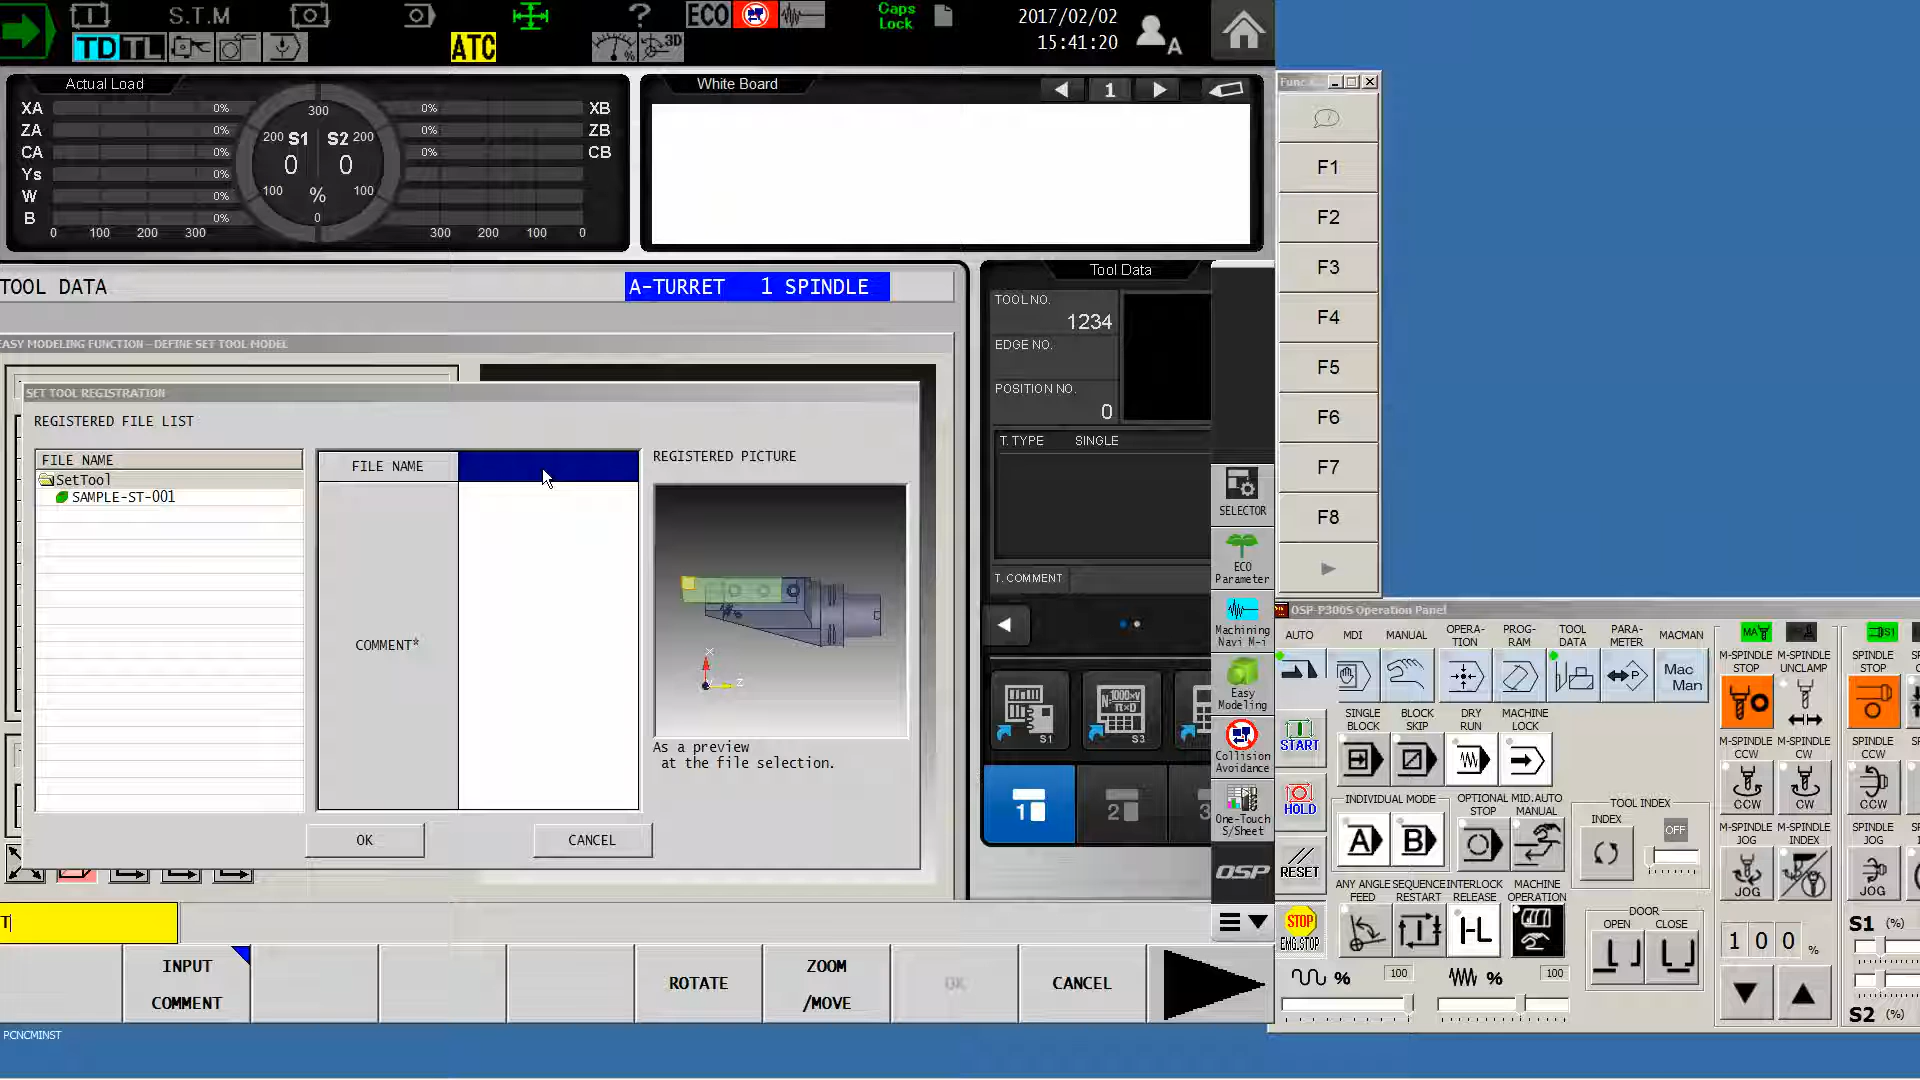 S.T.M
?
ECO
Caps
Lock
2017/02/02
15:41:20
A
TD TL
ATC
3D
Actual Load
White Board
1
XA 0% 0% XB
ZA 0% 0% ZB
CA 0% 0% CB
Ys 0%
W 0%
B 0%
300
200 S1 S2 200
0 0
100 % 100
0
0 100 200 300
300 200 100 0
TOOL DATA
A-TURRET 1 SPINDLE
EASY MODELING FUNCTION - DEFINE SET TOOL MODEL
SET TOOL REGISTRATION
REGISTERED FILE LIST
FILE NAME
SetTool
SAMPLE-ST-001
FILE NAME
COMMENT*
REGISTERED PICTURE
X
Z
As a preview
at the file selection.
OK
CANCEL
T
INPUT
COMMENT
ROTATE
ZOOM
/MOVE
OK
CANCEL
PCNCMINST
Tool Data
TOOL NO.
1234
EDGE NO.
POSITION NO.
0
T. TYPE SINGLE
T. COMMENT
S1
S3
1
2
3
SELECTOR
ECO
Parameter
Machining
Navi M-i
Easy
Modeling
Collision
Avoidance
One-Touch
S/Sheet
OSP
F1
F2
F3
F4
F5
F6
F7
F8
OSP-P300S Operation Panel
AUTO
MDI
MANUAL
OPERA-
TION
PROG-
RAM
TOOL
DATA
PARA-
METER
MACMAN
Mac
Man
SINGLE
BLOCK
BLOCK
SKIP
DRY
RUN
MACHINE
LOCK
START
HOLD
RESET
STOP
EMG.STOP
INDIVIDUAL MODE
A
B
OPTIONAL
STOP
MID.AUTO
MANUAL
TOOL INDEX
INDEX
OFF
ANY ANGLE
FEED
SEQUENCE
RESTART
INTERLOCK
RELEASE
MACHINE
OPERATION
DOOR
OPEN CLOSE
% 100
% 100
M-SPINDLE
STOP
M-SPINDLE
UNCLAMP
M-SPINDLE
CCW
M-SPINDLE
CW
CCW
CW
M-SPINDLE
JOG
M-SPINDLE
INDEX
JOG
1 0 0 %
S1
SPINDLE
STOP
SPINDLE
CCW
CCW
SPINDLE
JOG
JOG
S1 (%)
S2 (%)